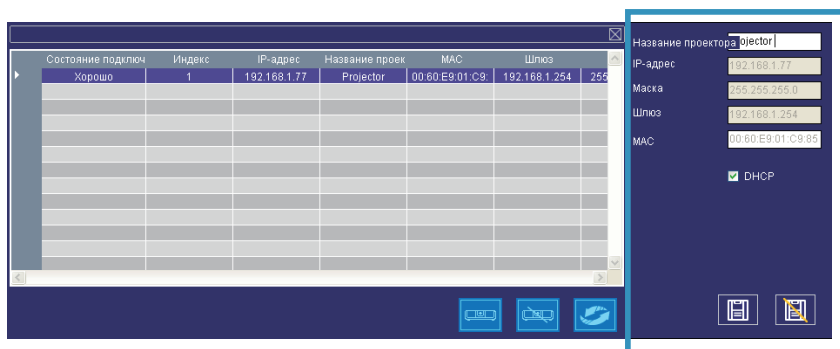 Состояние подключ Индекс IP-адрес Название проек MAC Шлюз
Хорошо 1 192.168.1.77 Projector 00:60:E9:01:C9: 192.168.1.254 255
Название проектора ojector
IP-адрес 192.168.1.77
Маска 255.255.255.0
Шлюз 192.168.1.254
MAC 00:60:E9:01:C9:85
DHCP